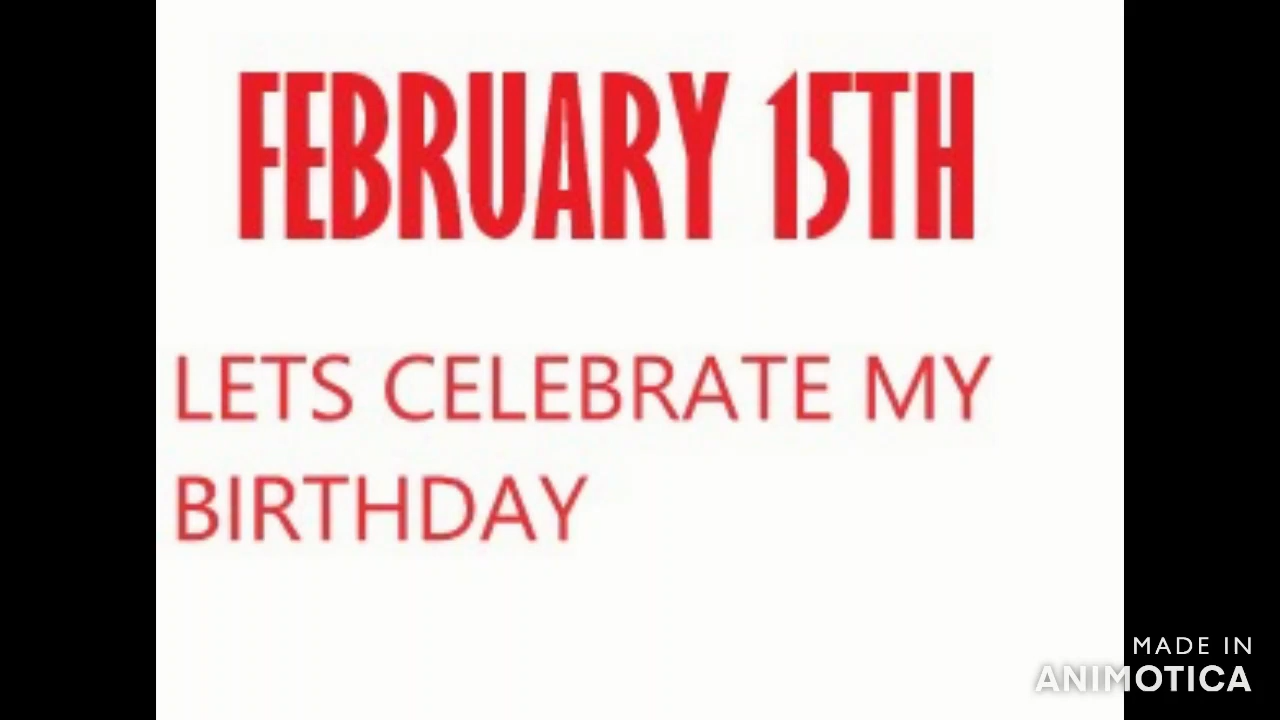 FEBRUARY 15TH
LETS CELEBRATE MY
BIRTHDAY
MADE IN
ANIMOTICA